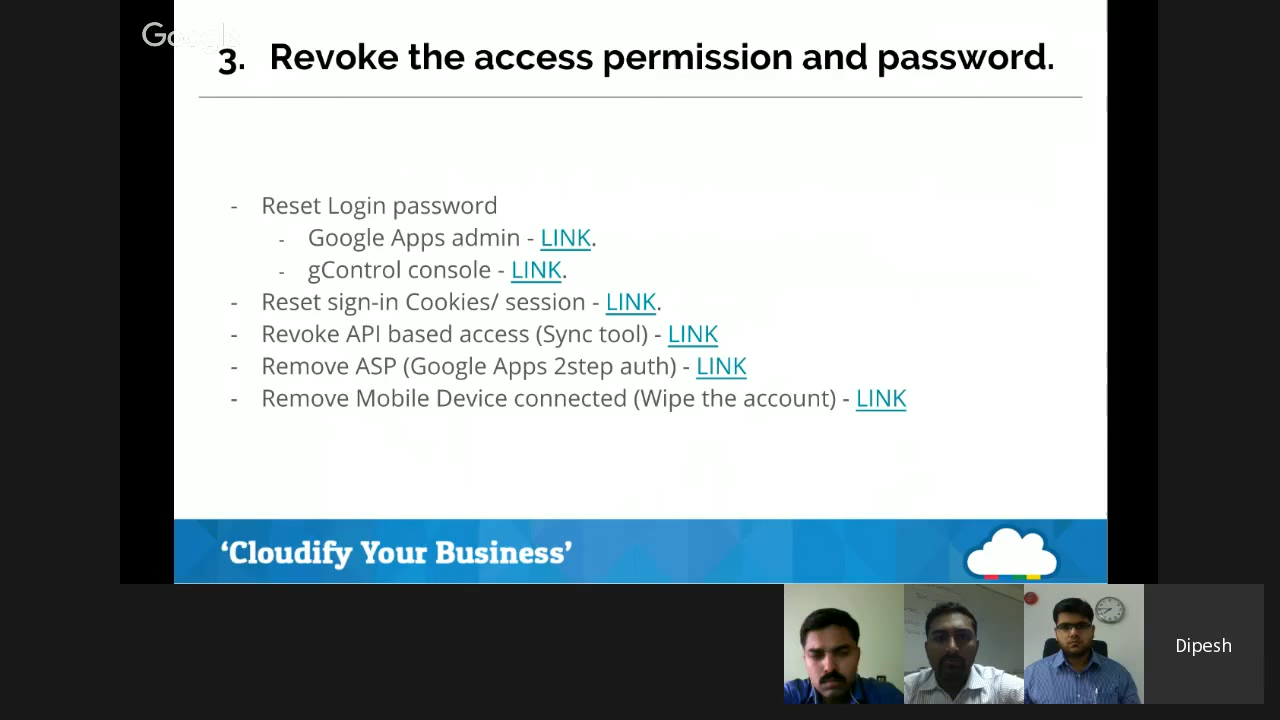 Google
3. Revoke the access permission and password.
- Reset Login password
- Google Apps admin - LINK.
- gControl console - LINK.
- Reset sign-in Cookies/ session - LINK.
- Revoke API based access (Sync tool) - LINK
- Remove ASP (Google Apps 2step auth) - LINK
- Remove Mobile Device connected (Wipe the account) - LINK
‘Cloudify Your Business’
Dipesh